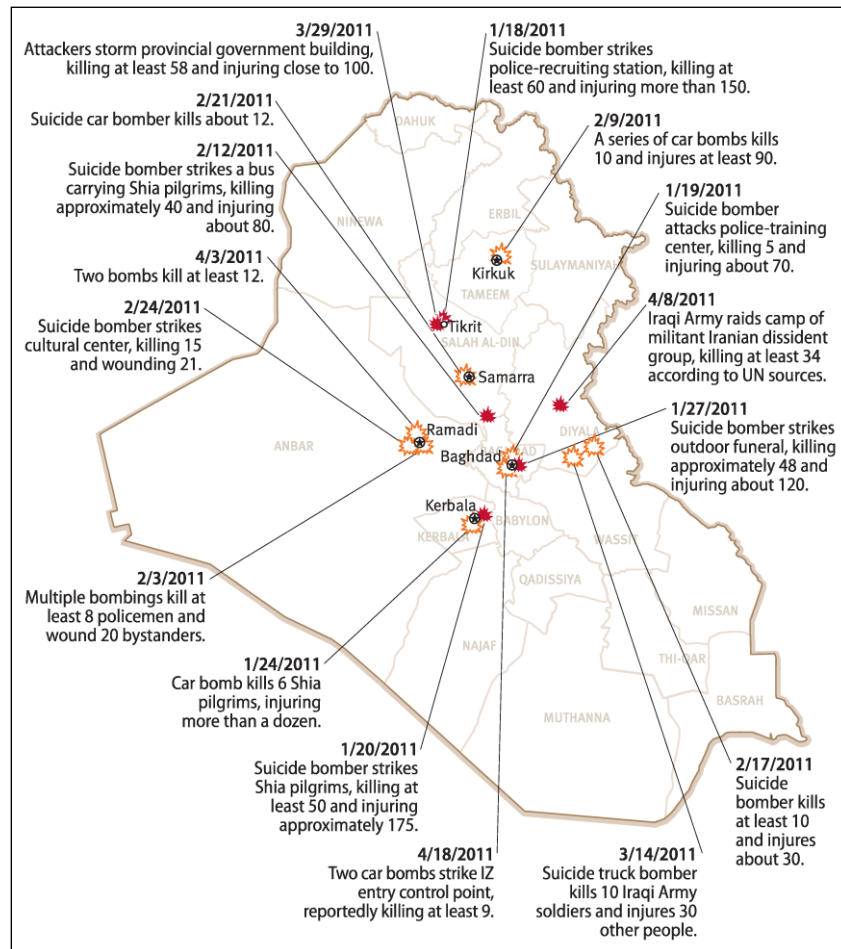 3/29/2011
Attackers storm provincial government building,
killing at least 58 and injuring close to 100.
1/18/2011
Suicide bomber strikes
police-recruiting station, killing at
least 60 and injuring more than 150.
2/21/2011
Suicide car bomber kills about 12.
2/9/2011
A series of car bombs kills
10 and injures at least 90.
2/12/2011
Suicide bomber strikes a bus
carrying Shia pilgrims, killing
approximately 40 and injuring
about 80.
1/19/2011
Suicide bomber
attacks police-training
center, killing 5 and
injuring about 70.
4/3/2011
Two bombs kill at least 12.
2/24/2011
Suicide bomber strikes
cultural center, killing 15
and wounding 21.
4/8/2011
Iraqi Army raids camp of
militant Iranian dissident
group, killing at least 34
according to UN sources.
1/27/2011
Suicide bomber strikes
outdoor funeral, killing
approximately 48 and
injuring about 120.
DAHUK
NINEWA
ERBIL
Kirkuk
SULAYMANIYAH
TAMEEM
Tikrit
SALAH AL-DIN
Samarra
Ramadi
DIYALA
ANBAR
BAGHDAD
Baghdad
Kerbala
BABYLON
KERBALA
WASSIT
QADISSIYA
MISSAN
NAJAF
THI-QAR
BASRAH
MUTHANNA
2/3/2011
Multiple bombings kill at
least 8 policemen and
wound 20 bystanders.
1/24/2011
Car bomb kills 6 Shia
pilgrims, injuring
more than a dozen.
1/20/2011
Suicide bomber strikes
Shia pilgrims, killing at
least 50 and injuring
approximately 175.
4/18/2011
Two car bombs strike IZ
entry control point,
reportedly killing at least 9.
3/14/2011
Suicide truck bomber
kills 10 Iraqi Army
soldiers and injures 30
other people.
2/17/2011
Suicide
bomber kills
at least 10
and injures
about 30.